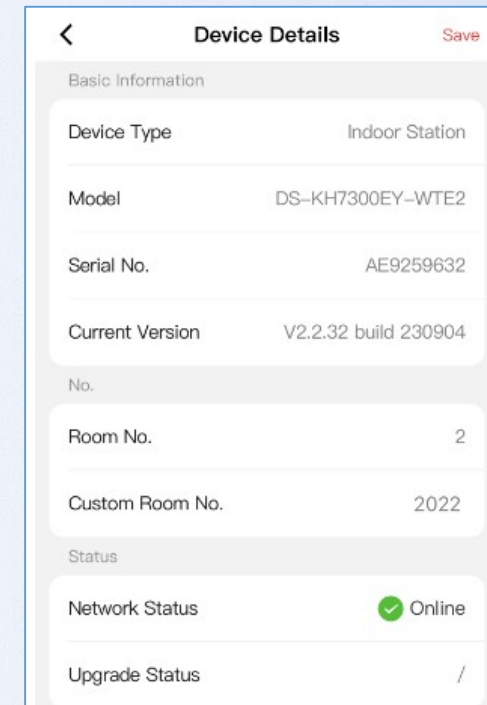 Device Details Save
Basic Information
Device Type Indoor Station
Model DS-KH7300EY-WTE2
Serial No. AE9259632
Current Version V2.2.32 build 230904
No.
Room No. 2
Custom Room No. 2022
Status
Network Status Online
Upgrade Status /